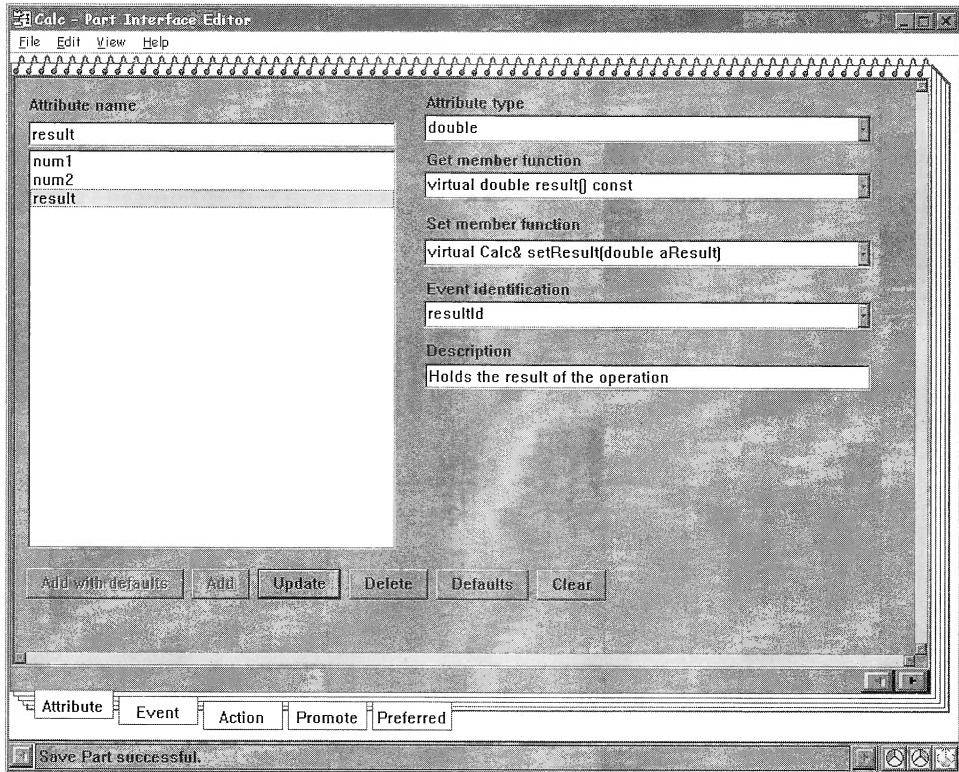 Calc - Part Interface Editor
File Edit View Help
Attribute name
result
num1
num2
result
Attribute type
double
Get member function
virtual double result() const
Set member function
virtual Calc& setResult(double aResult)
Event identification
resultId
Description
Holds the result of the operation
Add with defaults Add Update Delete Defaults Clear
Attribute Event Action Promote Preferred
Save Part successful.